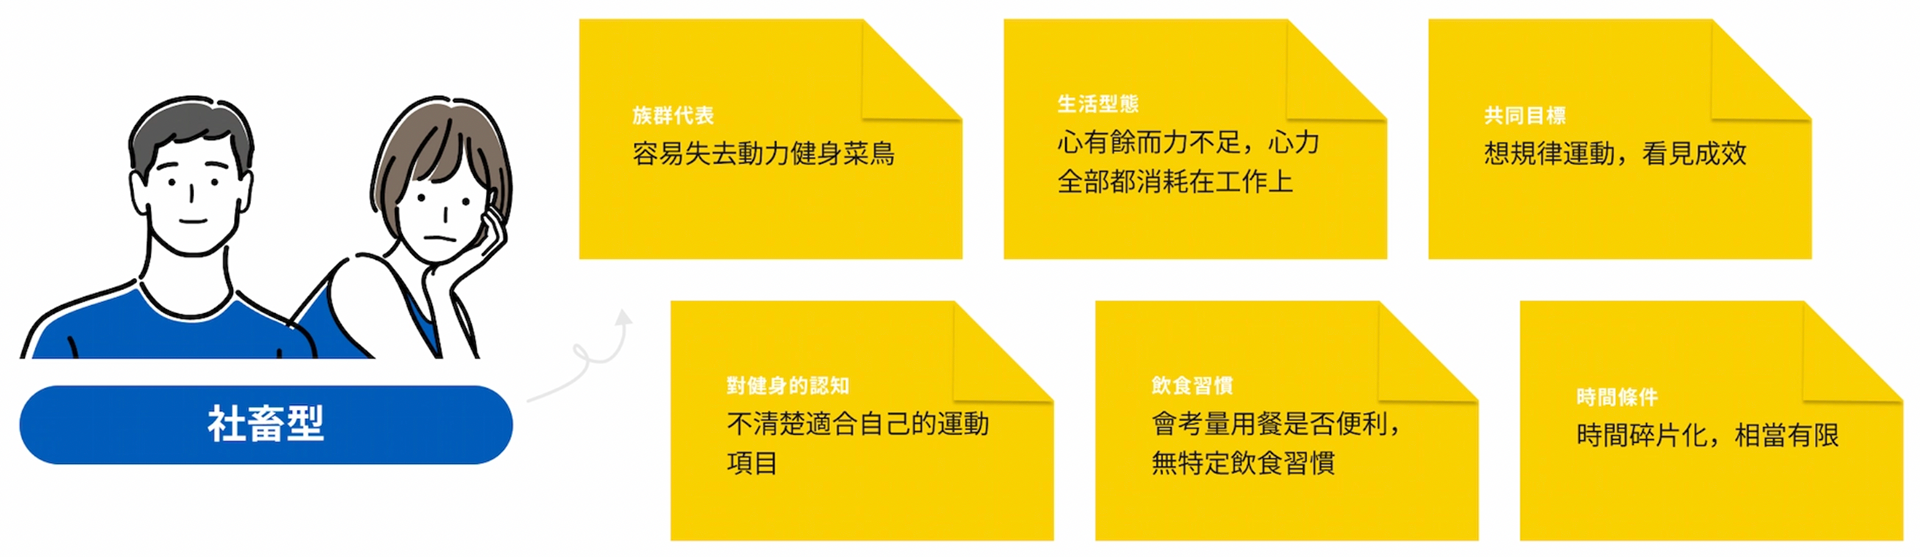 社畜型
族群代表
容易失去動力健身菜鳥
生活型態
心有餘而力不足，心力
全部都消耗在工作上
共同目標
想規律運動，看見成效
對健身的認知
不清楚適合自己的運動
項目
飲食習慣
會考量用餐是否便利，
無特定飲食習慣
時間條件
時間碎片化，相當有限